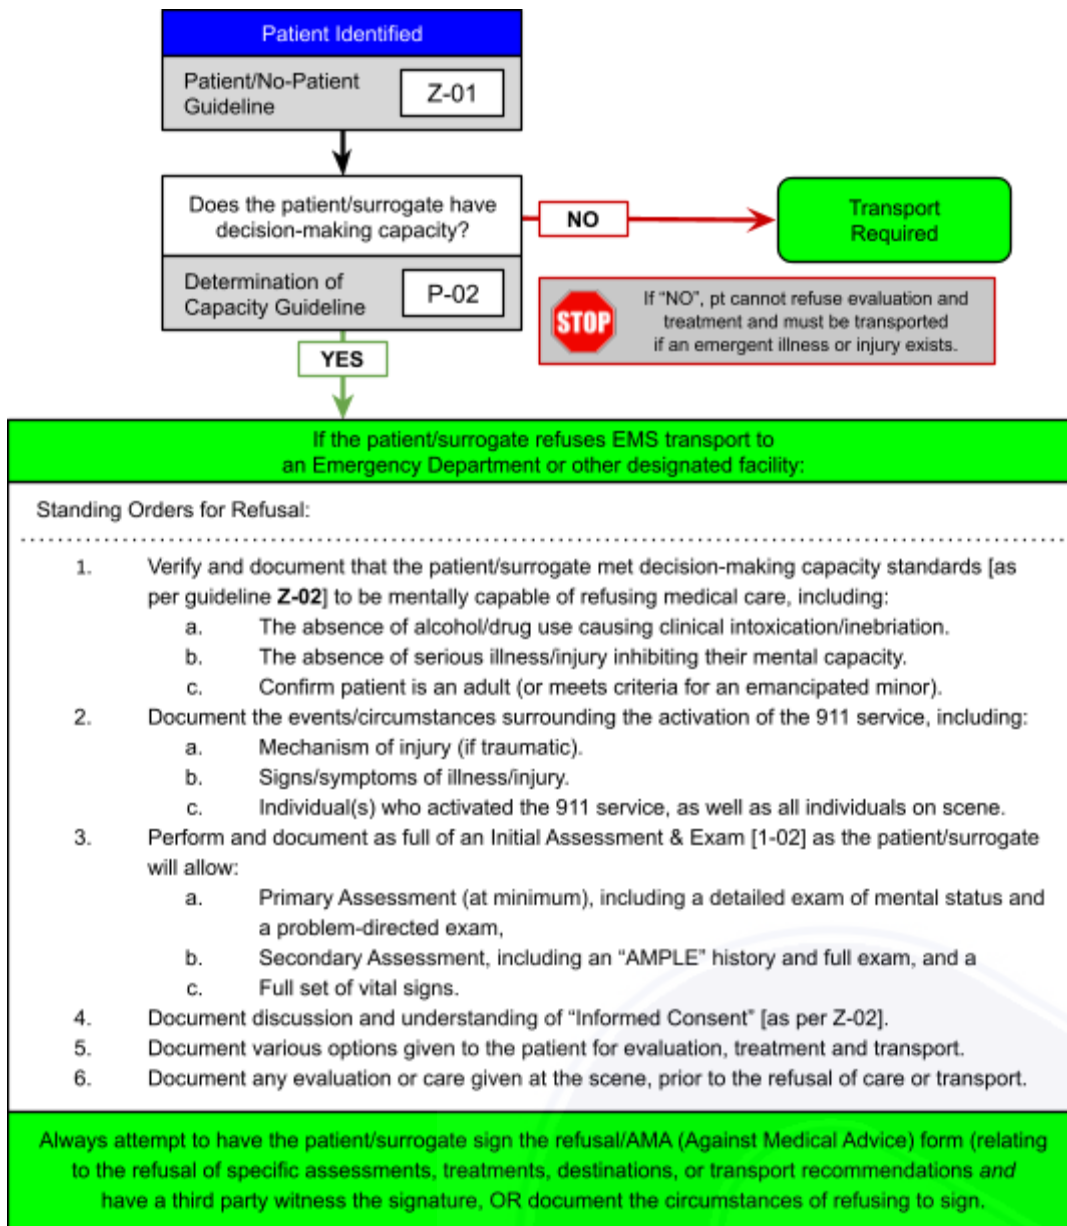 Patient Identified
Patient/No-Patient
Guideline
Z-01
Does the patient/surrogate have
decision-making capacity?
NO
Transport
Required
Determination of
Capacity Guideline
P-02
STOP
If “NO”, pt cannot refuse evaluation and
treatment and must be transported
if an emergent illness or injury exists.
YES
If the patient/surrogate refuses EMS transport to
an Emergency Department or other designated facility:
Standing Orders for Refusal:
1. Verify and document that the patient/surrogate met decision-making capacity standards [as
per guideline Z-02] to be mentally capable of refusing medical care, including:
a. The absence of alcohol/drug use causing clinical intoxication/inebriation.
b. The absence of serious illness/injury inhibiting their mental capacity.
c. Confirm patient is an adult (or meets criteria for an emancipated minor).
2. Document the events/circumstances surrounding the activation of the 911 service, including:
a. Mechanism of injury (if traumatic).
b. Signs/symptoms of illness/injury.
c. Individual(s) who activated the 911 service, as well as all individuals on scene.
3. Perform and document as full of an Initial Assessment & Exam [1-02] as the patient/surrogate
will allow:
a. Primary Assessment (at minimum), including a detailed exam of mental status and
a problem-directed exam,
b. Secondary Assessment, including an “AMPLE” history and full exam, and a
c. Full set of vital signs.
4. Document discussion and understanding of “Informed Consent” [as per Z-02].
5. Document various options given to the patient for evaluation, treatment and transport.
6. Document any evaluation or care given at the scene, prior to the refusal of care or transport.
Always attempt to have the patient/surrogate sign the refusal/AMA (Against Medical Advice) form (relating
to the refusal of specific assessments, treatments, destinations, or transport recommendations and
have a third party witness the signature, OR document the circumstances of refusing to sign.